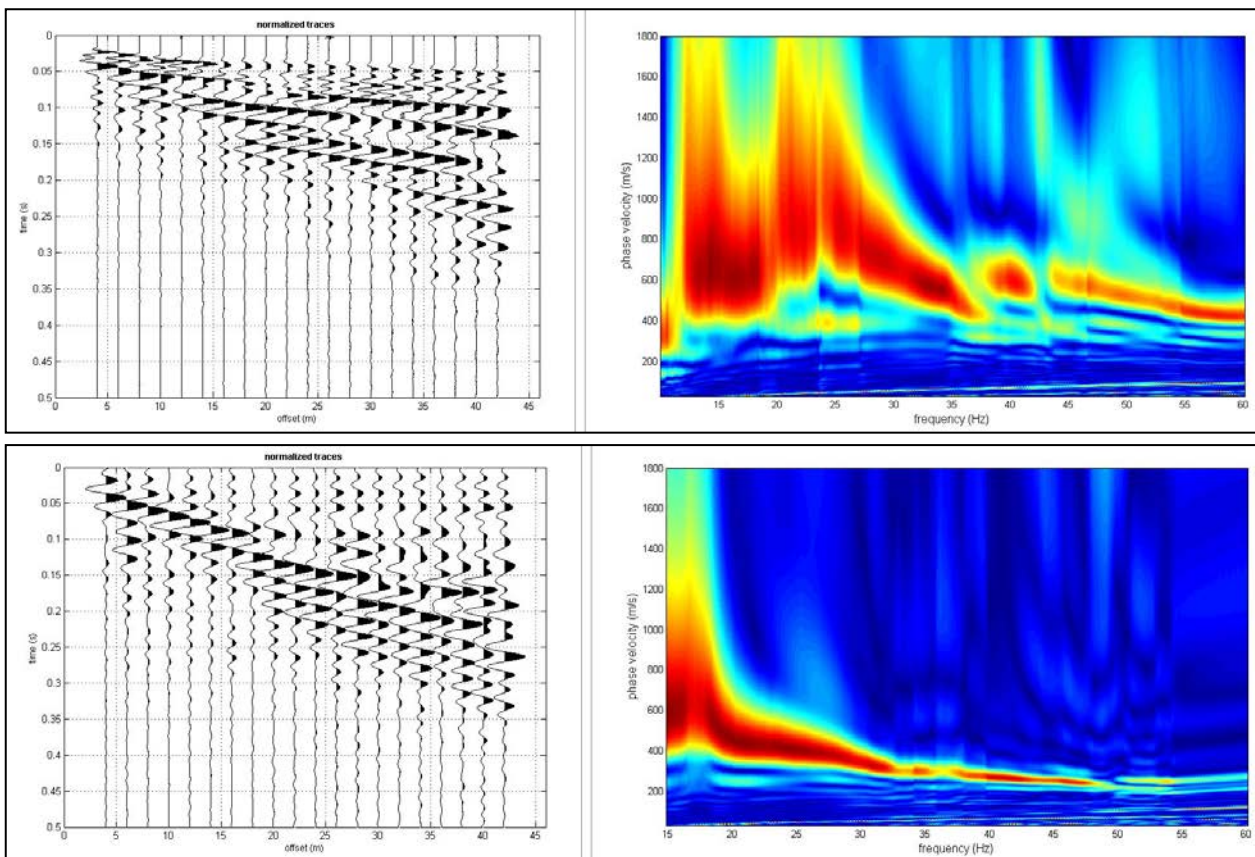 normalized traces
time (s)
0
0.05
0.1
0.15
0.2
0.25
0.3
0.35
0.4
0.45
0.5
0 5 10 15 20 25 30 35 40 45
offset (m)
phase velocity (m/s)
1800
1600
1400
1200
1000
800
600
400
200
15 20 25 30 35 40 45 50 55 60
frequency (Hz)
normalized traces
time (s)
0
0.05
0.1
0.15
0.2
0.25
0.3
0.35
0.4
0.45
0.5
0 5 10 15 20 25 30 35 40 45
offset (m)
phase velocity (m/s)
1800
1600
1400
1200
1000
800
600
400
200
15 20 25 30 35 40 45 50 55 60
frequency (Hz)